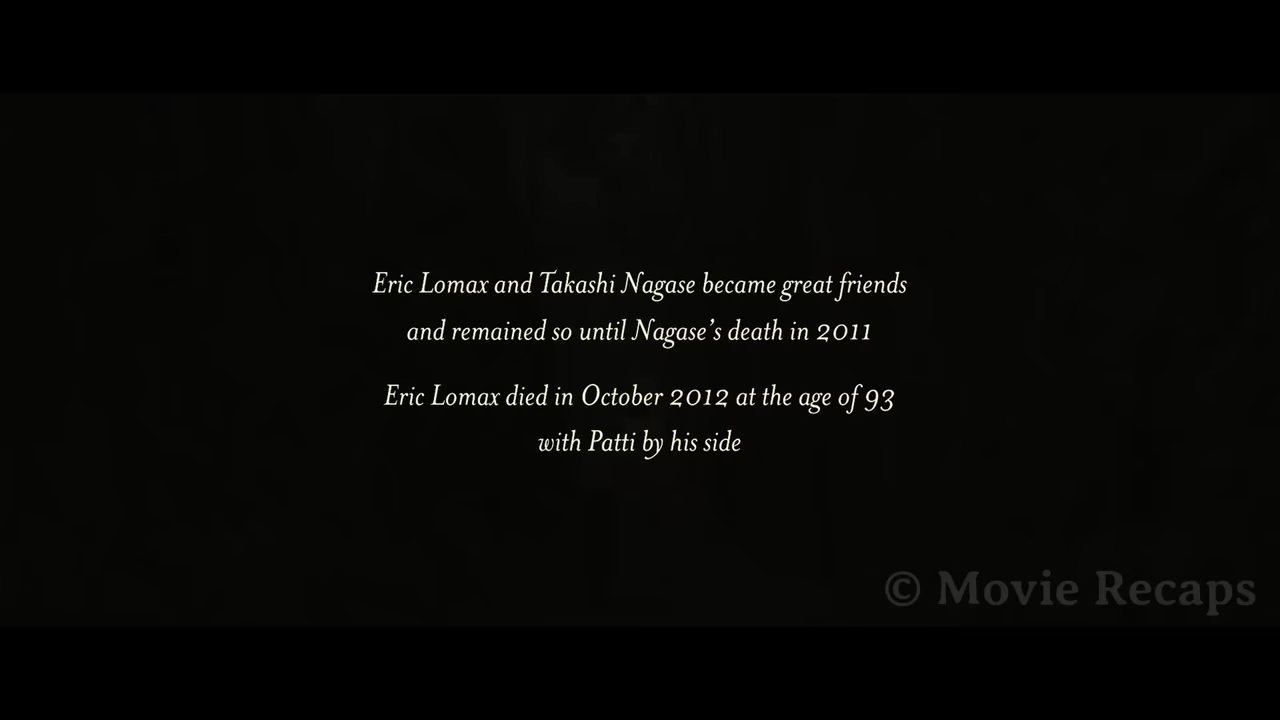 Eric Lomax and Takashi Nagase became great friends
and remained so until Nagase's death in 2011
Eric Lomax died in October 2012 at the age of 93
with Patti by his side
© Movie Recaps